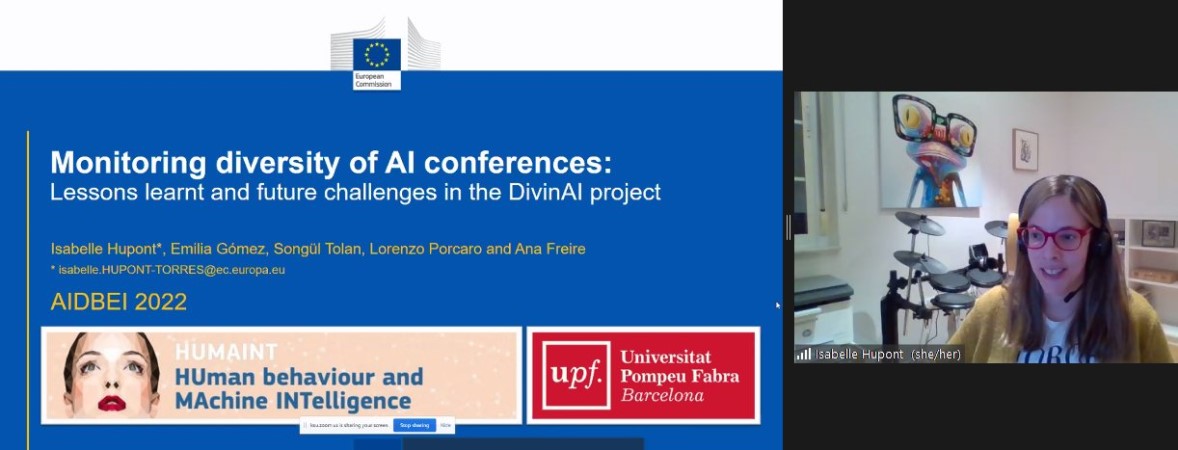 European
Commission
Monitoring diversity of AI conferences:
Lessons learnt and future challenges in the DivinAI project
Isabelle Hupont*, Emilia Gómez, Songül Tolan, Lorenzo Porcaro and Ana Freire
* isabelle.HUPONT-TORRES@ec.europa.eu
AIDBEI 2022
HUMAINT
HUman behaviour and
MAchine INTelligence
upf.
Universitat
Pompeu Fabra
Barcelona
zoom.us is sharing your screen.
Stop sharing
Hide
Isabelle Hupont (she/her)